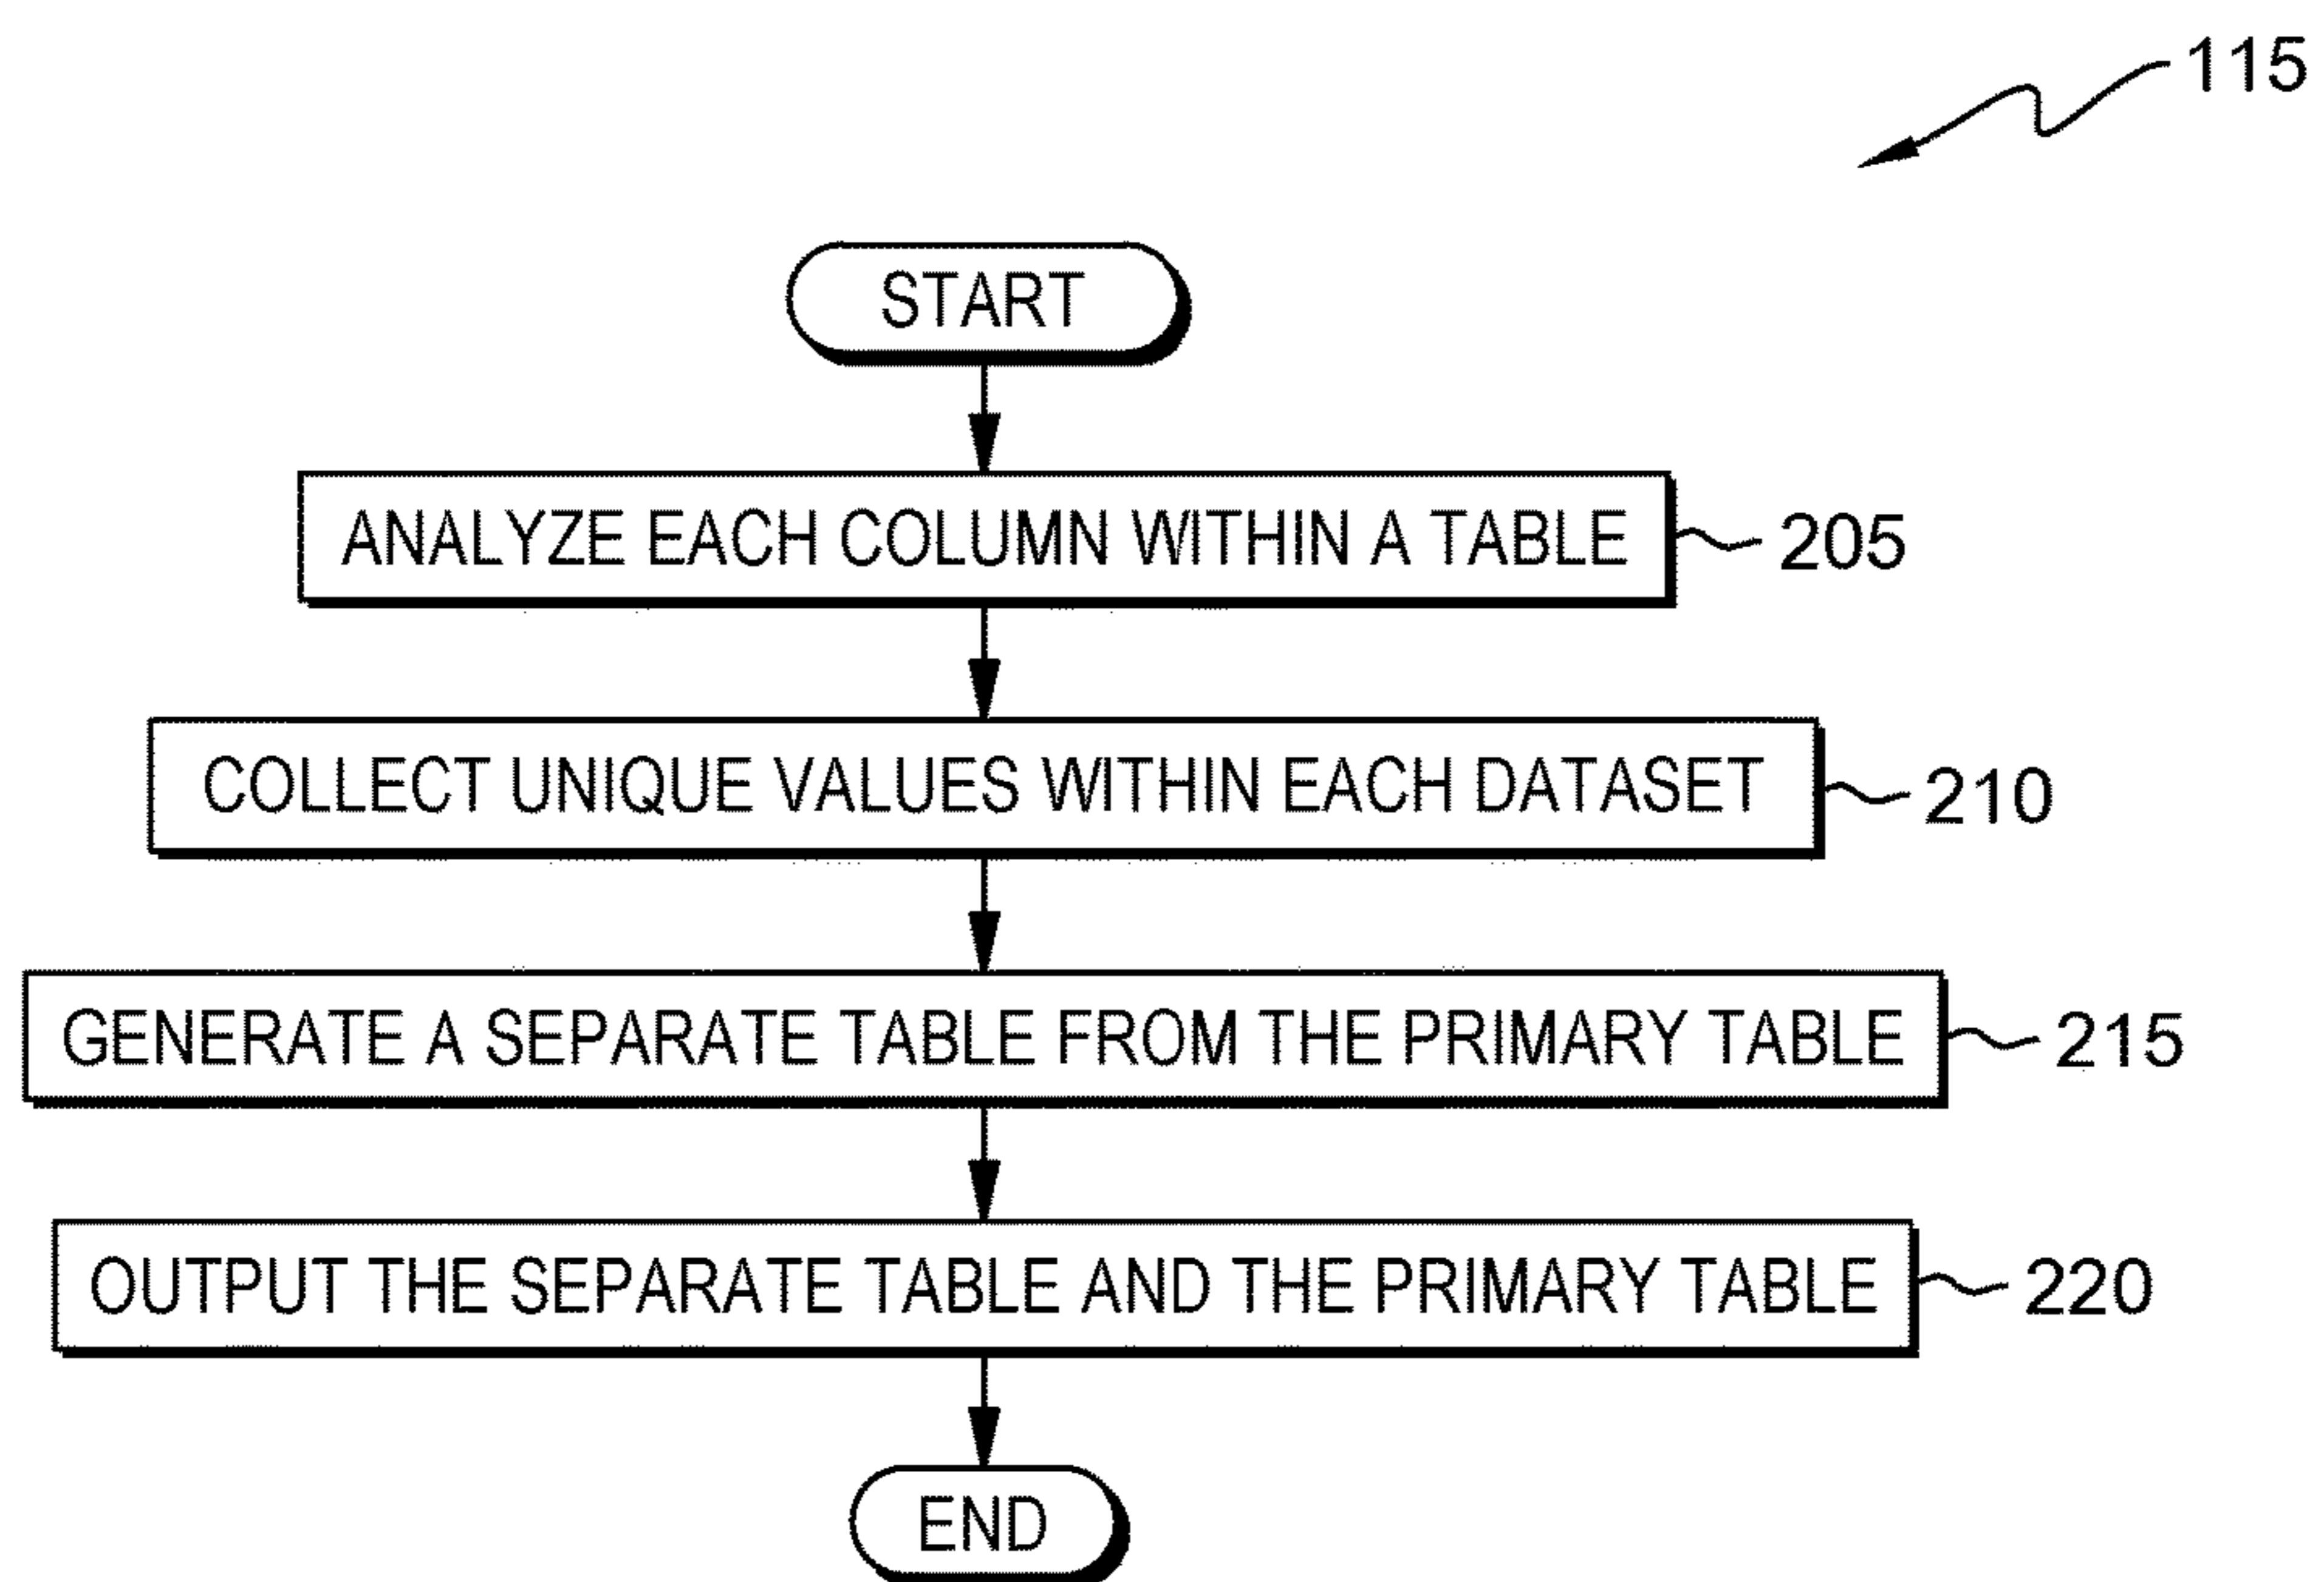 115
START
ANALYZE EACH COLUMN WITHIN A TABLE 205
COLLECT UNIQUE VALUES WITHIN EACH DATASET 210
GENERATE A SEPARATE TABLE FROM THE PRIMARY TABLE 215
OUTPUT THE SEPARATE TABLE AND THE PRIMARY TABLE 220
END